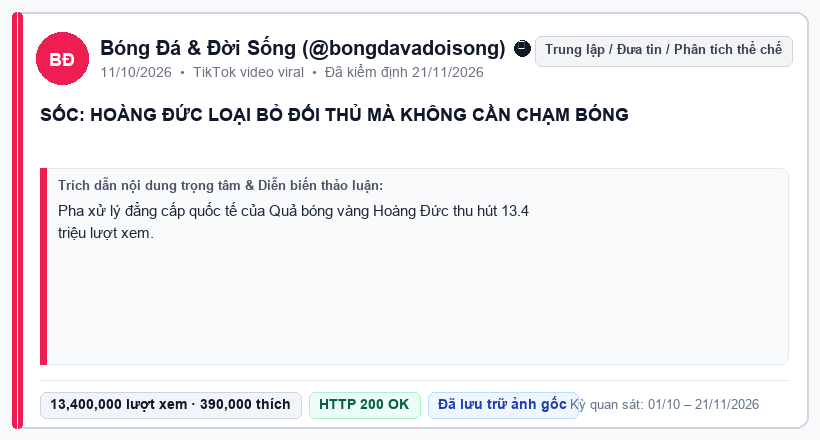 BĐ
Bóng Đá & Đời Sống (@bongdavadoisong)
Trung lập / Đưa tin / Phân tích thể chế
11/10/2026 • TikTok video viral • Đã kiểm định 21/11/2026
SỐC: HOÀNG ĐỨC LOẠI BỎ ĐỐI THỦ MÀ KHÔNG CẦN CHẠM BÓNG
Trích dẫn nội dung trọng tâm & Diễn biến thảo luận:
Pha xử lý đẳng cấp quốc tế của Quả bóng vàng Hoàng Đức thu hút 13.4
triệu lượt xem.
13,400,000 lượt xem · 390,000 thích
HTTP 200 OK
Đã lưu trữ ảnh gốc
Kỳ quan sát: 01/10 – 21/11/2026